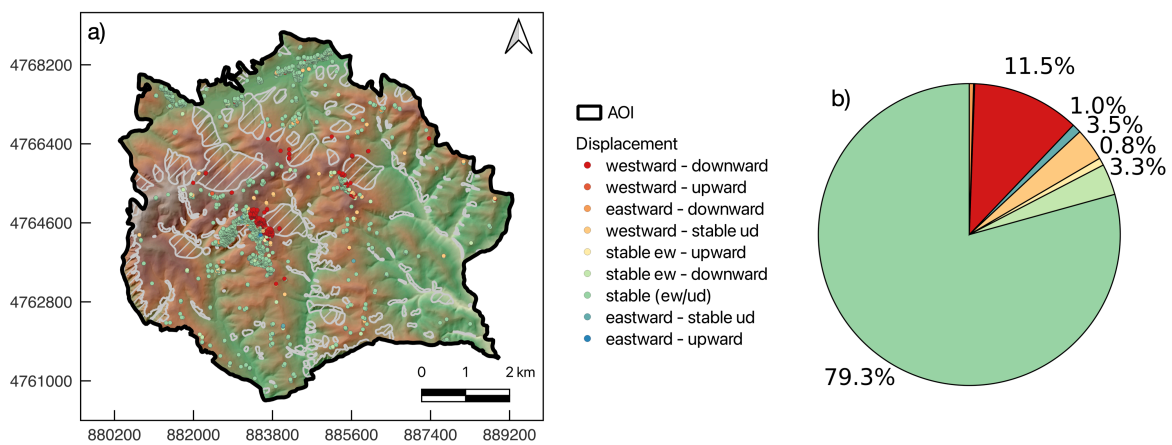 a)
4768200
4766400
4764600
4762800
4761000
880200 882000 883800 885600 887400 889200
0 1 2 km
AOI
Displacement
westward - downward
westward - upward
eastward - downward
westward - stable ud
stable ew - upward
stable ew - downward
stable (ew/ud)
eastward - stable ud
eastward - upward
b)
11.5%
1.0%
3.5%
0.8%
3.3%
79.3%